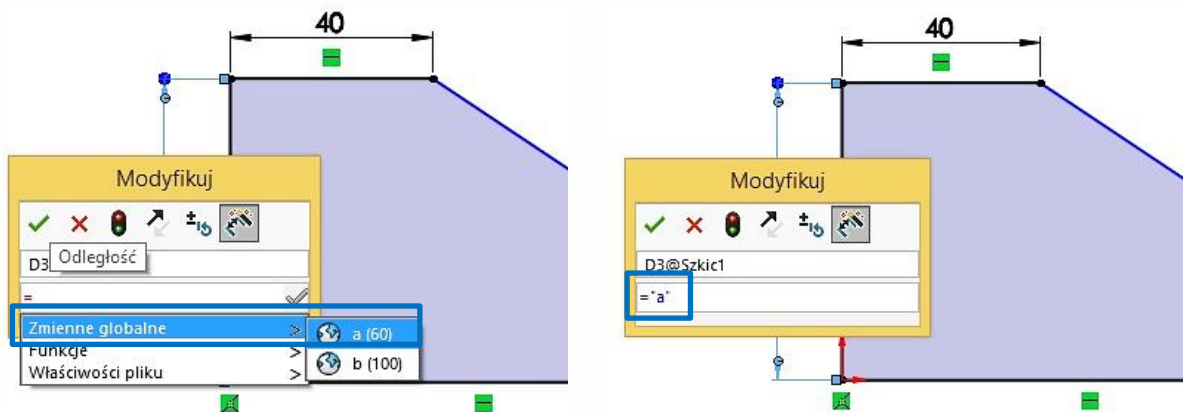 40
Modyfikuj
D3
Odległość
=
Zmienne globalne >
a (60)
Funkcje >
b (100)
Właściwości pliku >
40
Modyfikuj
D3@Szkic1
="a"